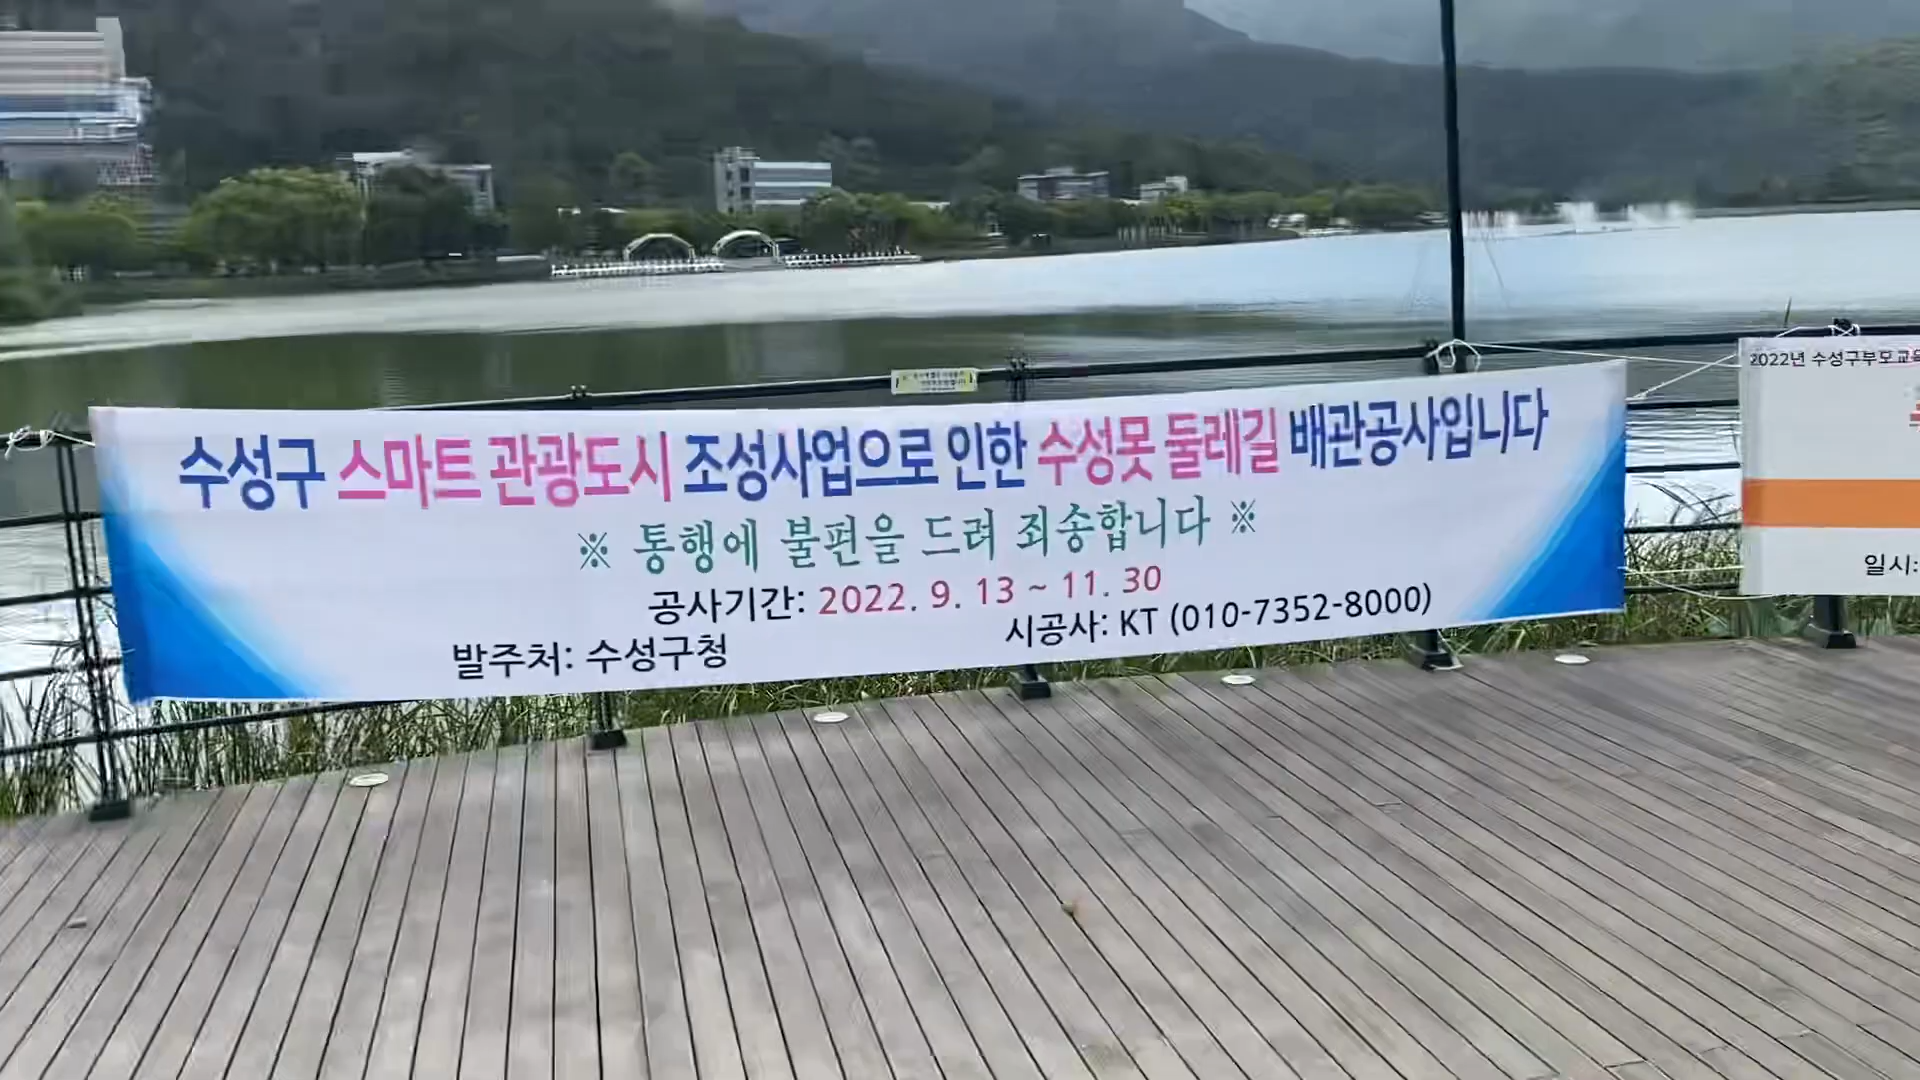 수성구 스마트 관광도시 조성사업으로 인한 수성못 둘레길 배관공사입니다
※ 통행에 불편을 드려 죄송합니다 ※
공사기간: 2022. 9. 13 ~ 11. 30
발주처: 수성구청
시공사: KT (010-7352-8000)
2022년 수성구부모교육
일시: